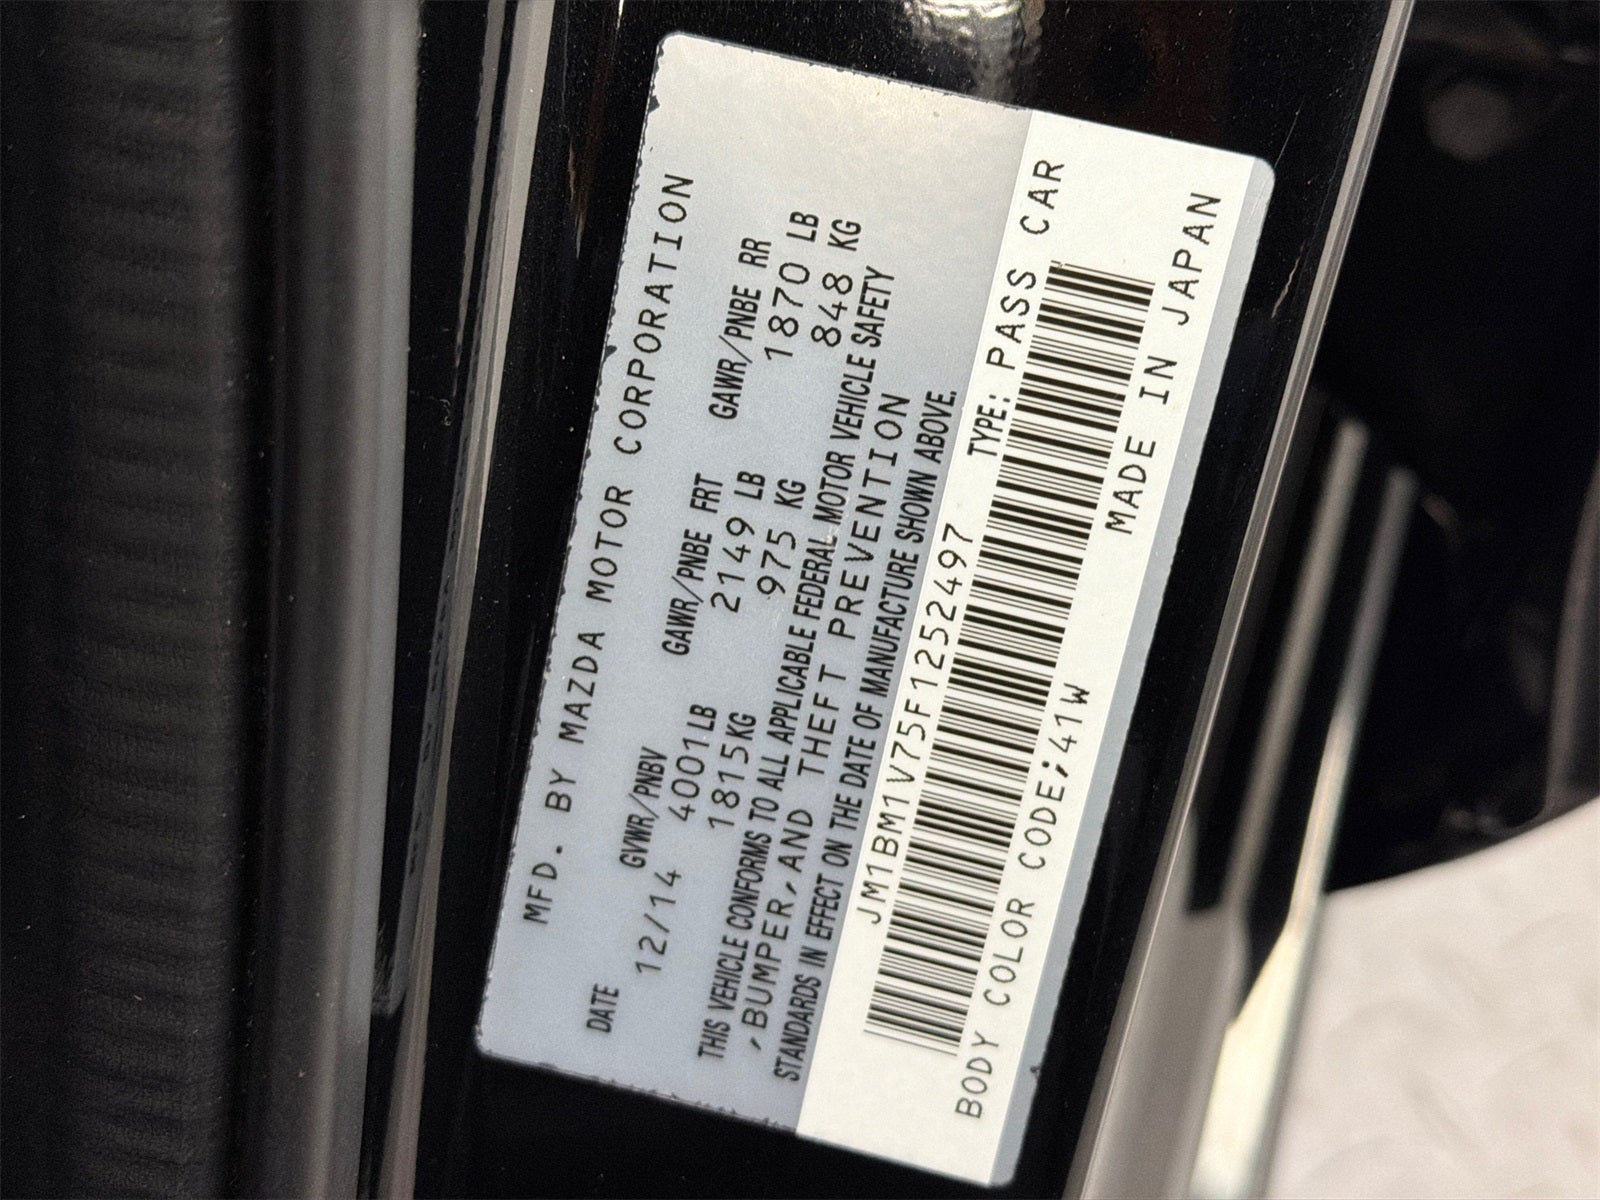 MFD. BY MAZDA MOTOR CORPORATION
DATE GVWR/PNBV GAWR/PNBE FRT GAWR/PNBE RR
12/14 4001LB 2149 LB 1870 LB
1815KG 975 KG 848 KG
THIS VEHICLE CONFORMS TO ALL APPLICABLE FEDERAL MOTOR VEHICLE SAFETY
,BUMPER,AND THEFT PREVENTION
STANDARDS IN EFFECT ON THE DATE OF MANUFACTURE SHOWN ABOVE.
JM1BM1V75F1252497 TYPE: PASS CAR
BODY COLOR CODE;41W MADE IN JAPAN